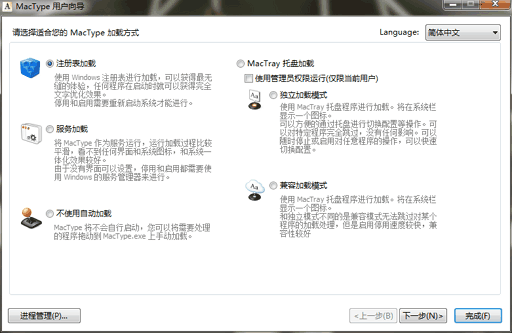 MacType 用户向导
请选择适合您的 MacType 加载方式
Language:
简体中文
注册表加载
使用 Windows 注册表进行加载，可以获得最无
缝的体验，任何程序在启动时就可以获得完全
文字优化效果。
停用和启用需要重新启动系统才能进行。
服务加载
将 MacType 作为服务运行，运行加载过程比较
平滑，看不到任何界面和系统图标，和系统一
体化效果较好。
由于没有界面可以设置，停用和启用都需要使
用 Windows 的服务管理器来进行。
不使用自动加载
MacType 将不会自行启动，您可以将需要处理
的程序拖动到 MacType.exe 上手动加载。
MacType 托盘加载
使用管理员权限运行(仅限当前用户)
独立加载模式
使用 MacTray 托盘程序进行加载。将在系统栏
显示一个图标。
可以方便的通过托盘进行切换配置等操作。可
以对特定程序完全跳过，没有任何影响。可以
随时停止或启用对任意程序的操作，可以快速
切换配置。
兼容加载模式
使用 MacTray 托盘程序进行加载。将在系统栏
显示一个图标。
和独立模式不同的是兼容模式无法跳过对某个
程序的加载处理，但是启用停用速度较快，兼
容性较好
进程管理(P)...
<上一步(B)
下一步(N)>
完成(F)